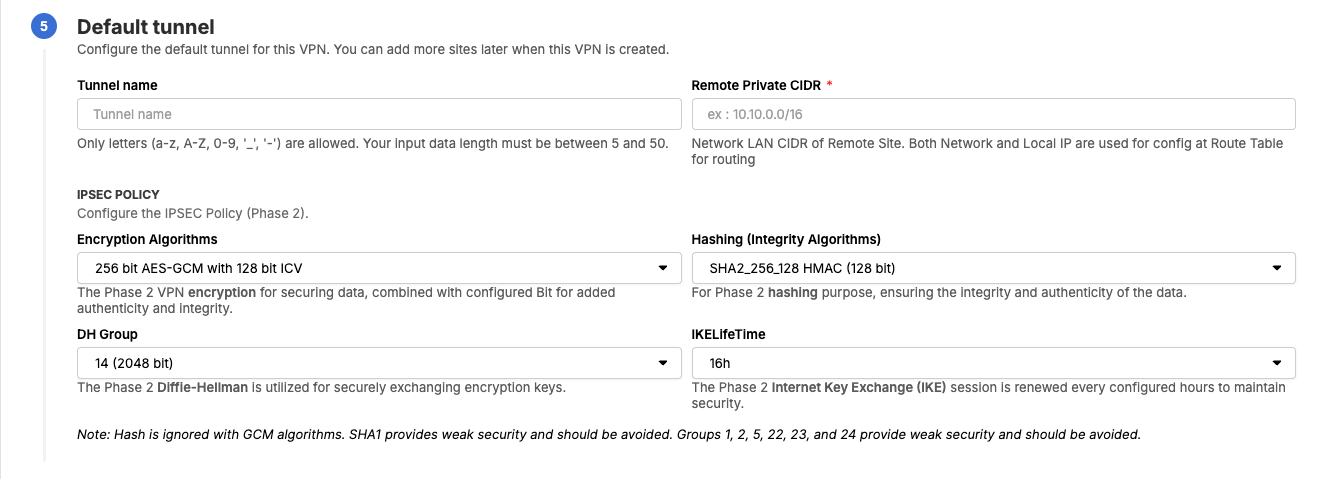 5
Default tunnel
Configure the default tunnel for this VPN. You can add more sites later when this VPN is created.
Tunnel name
Remote Private CIDR *
Tunnel name
ex : 10.10.0.0/16
Only letters (a-z, A-Z, 0-9, '_', '-') are allowed. Your input data length must be between 5 and 50.
Network LAN CIDR of Remote Site. Both Network and Local IP are used for config at Route Table
for routing
IPSEC POLICY
Configure the IPSEC Policy (Phase 2).
Encryption Algorithms
Hashing (Integrity Algorithms)
256 bit AES-GCM with 128 bit ICV
SHA2_256_128 HMAC (128 bit)
The Phase 2 VPN encryption for securing data, combined with configured Bit for added
authenticity and integrity.
For Phase 2 hashing purpose, ensuring the integrity and authenticity of the data.
DH Group
IKELifeTime
14 (2048 bit)
16h
The Phase 2 Diffie-Hellman is utilized for securely exchanging encryption keys.
The Phase 2 Internet Key Exchange (IKE) session is renewed every configured hours to maintain
security.
Note: Hash is ignored with GCM algorithms. SHA1 provides weak security and should be avoided. Groups 1, 2, 5, 22, 23, and 24 provide weak security and should be avoided.